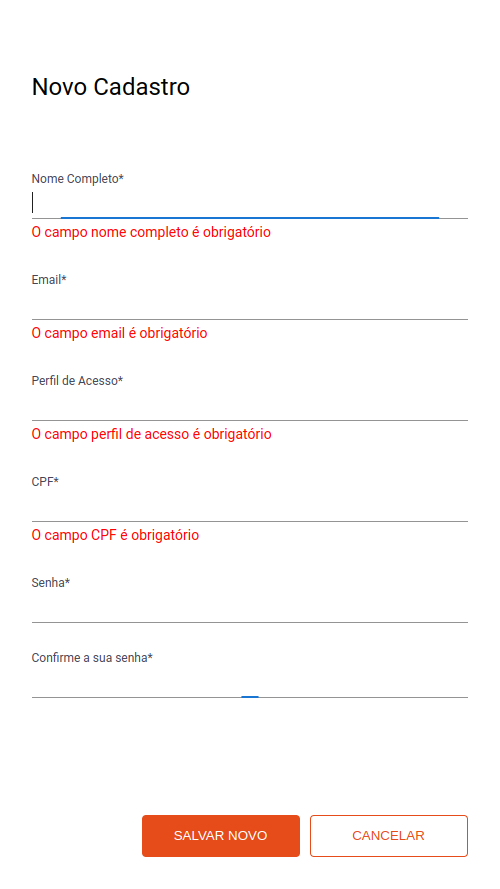 Novo Cadastro
Nome Completo*
O campo nome completo é obrigatório
Email*
O campo email é obrigatório
Perfil de Acesso*
O campo perfil de acesso é obrigatório
CPF*
O campo CPF é obrigatório
Senha*
Confirme a sua senha*
SALVAR NOVO
CANCELAR